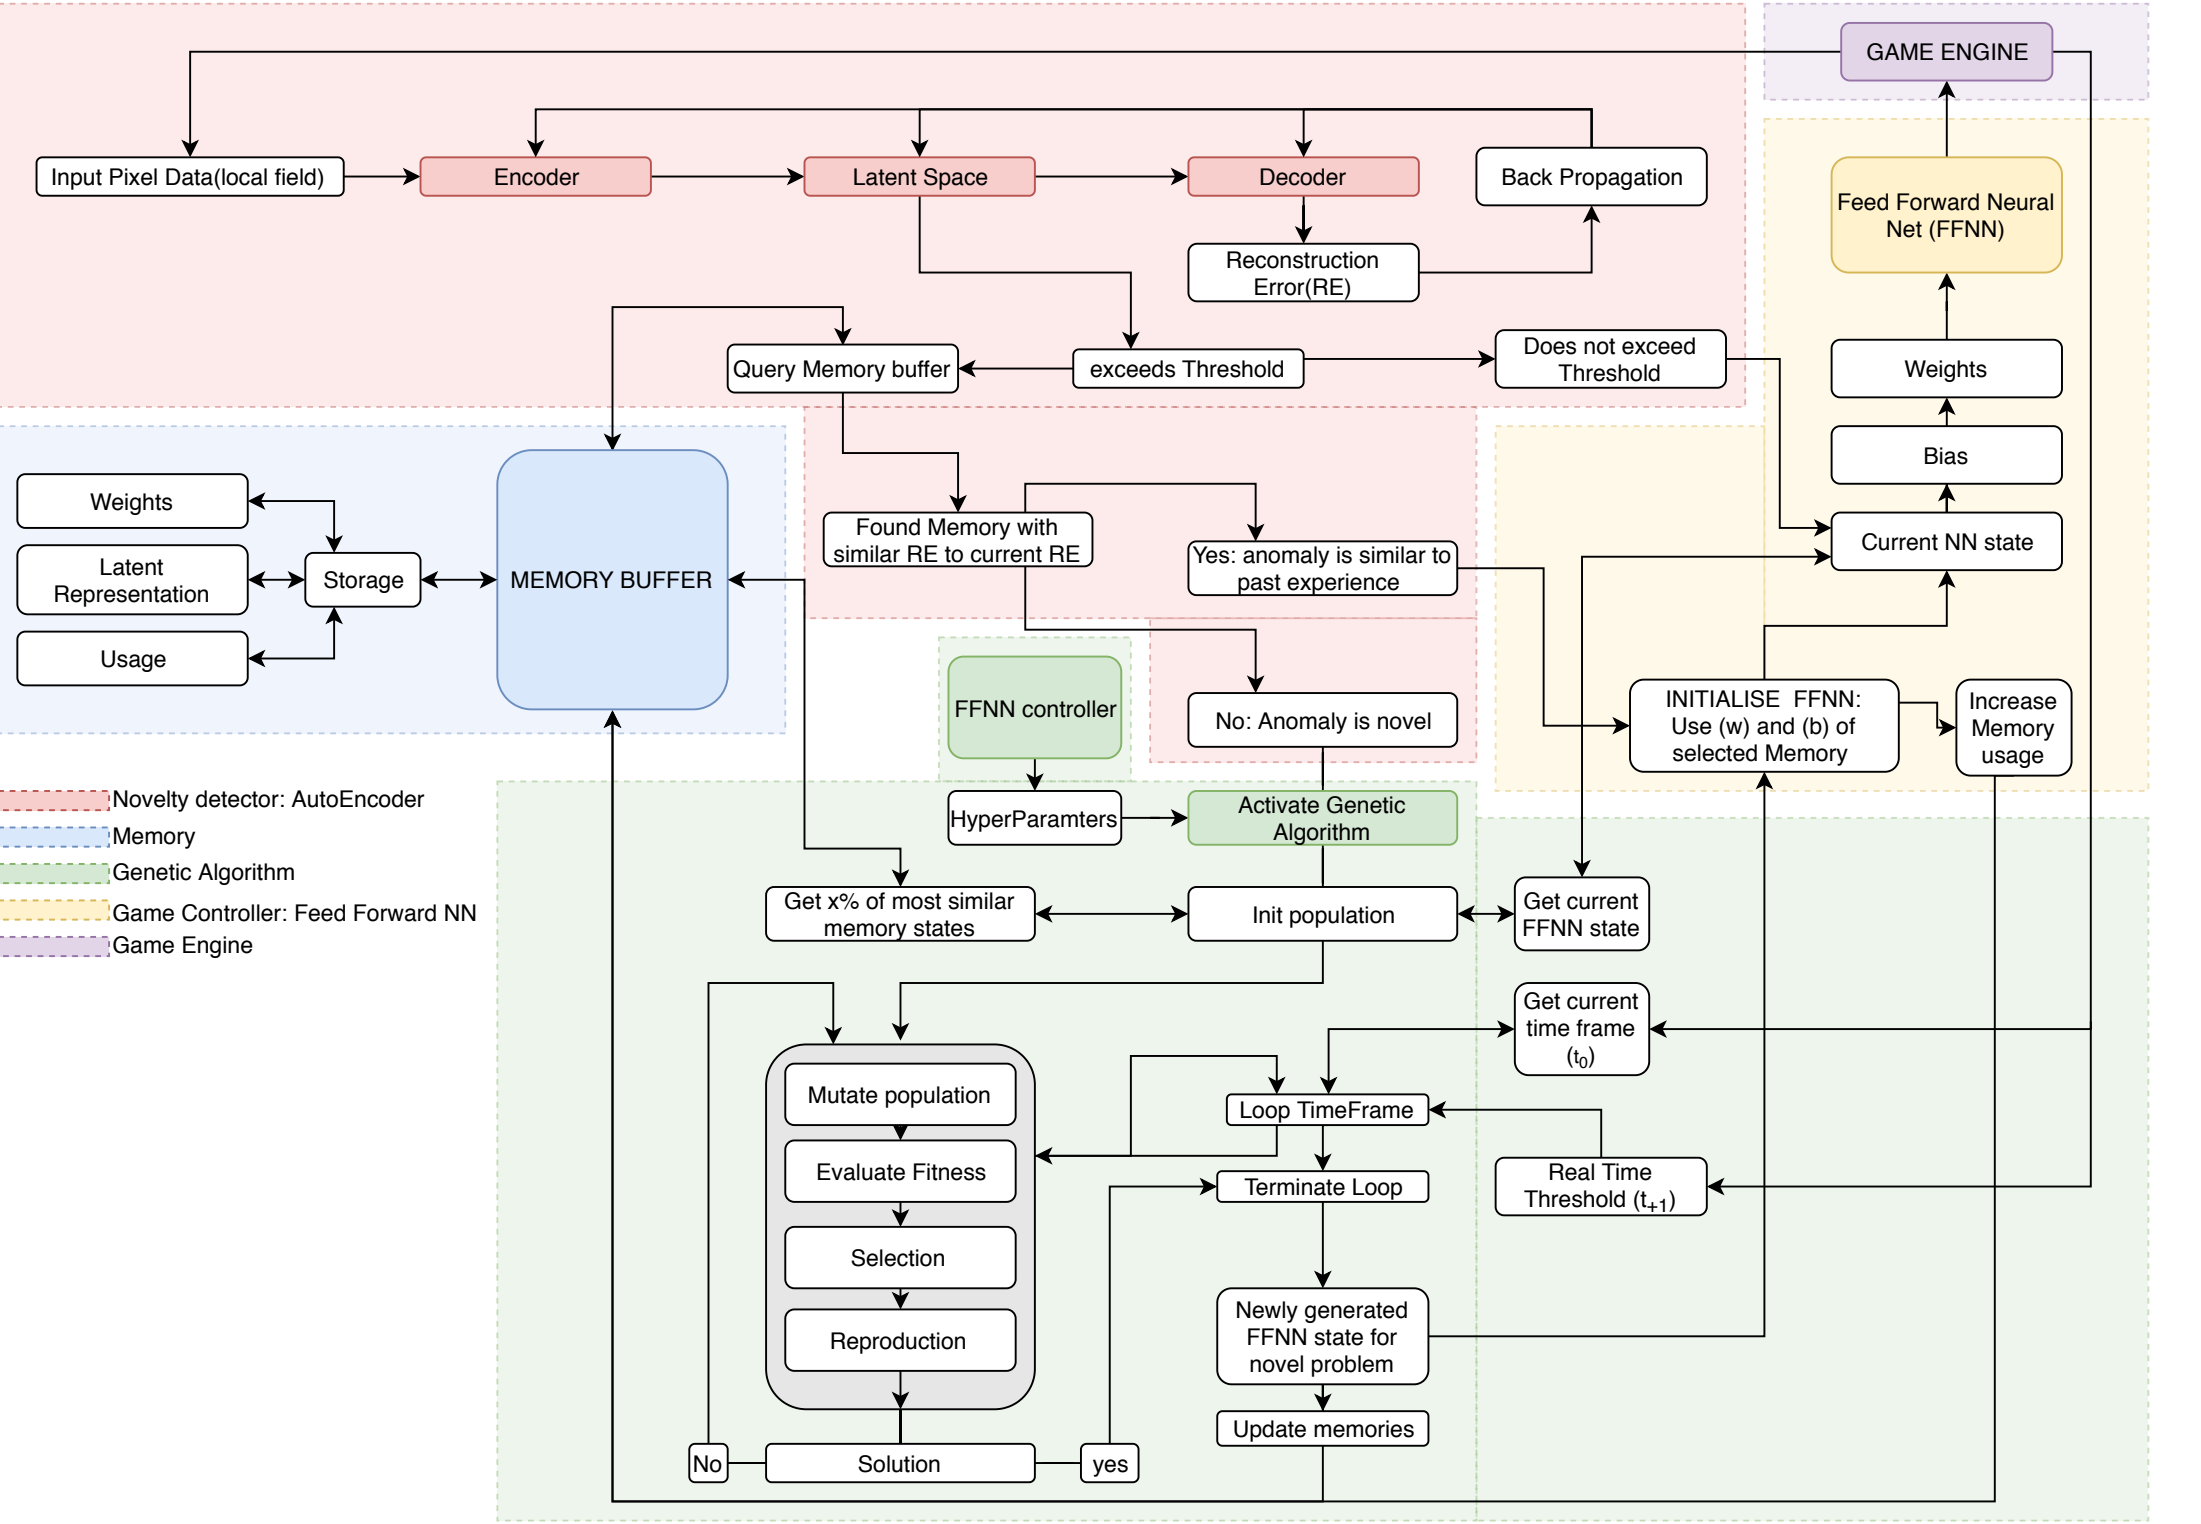 GAME ENGINE
Input Pixel Data(local field)
Encoder
Latent Space
Decoder
Back Propagation
Feed Forward Neural
Net (FFNN)
Reconstruction
Error(RE)
Query Memory buffer
exceeds Threshold
Does not exceed
Threshold
Weights
Bias
Current NN state
Weights
Latent
Representation
Usage
Storage
MEMORY BUFFER
Found Memory with
similar RE to current RE
Yes: anomaly is similar to
past experience
FFNN controller
No: Anomaly is novel
INITIALISE FFNN:
Use (w) and (b) of
selected Memory
Increase
Memory
usage
Novelty detector: AutoEncoder
Memory
Genetic Algorithm
Game Controller: Feed Forward NN
Game Engine
HyperParamters
Activate Genetic
Algorithm
Get x% of most similar
memory states
Init population
Get current
FFNN state
Get current
time frame
(t0)
Mutate population
Evaluate Fitness
Selection
Reproduction
Loop TimeFrame
Terminate Loop
Real Time
Threshold (t+1)
Newly generated
FFNN state for
novel problem
Update memories
No
Solution
yes